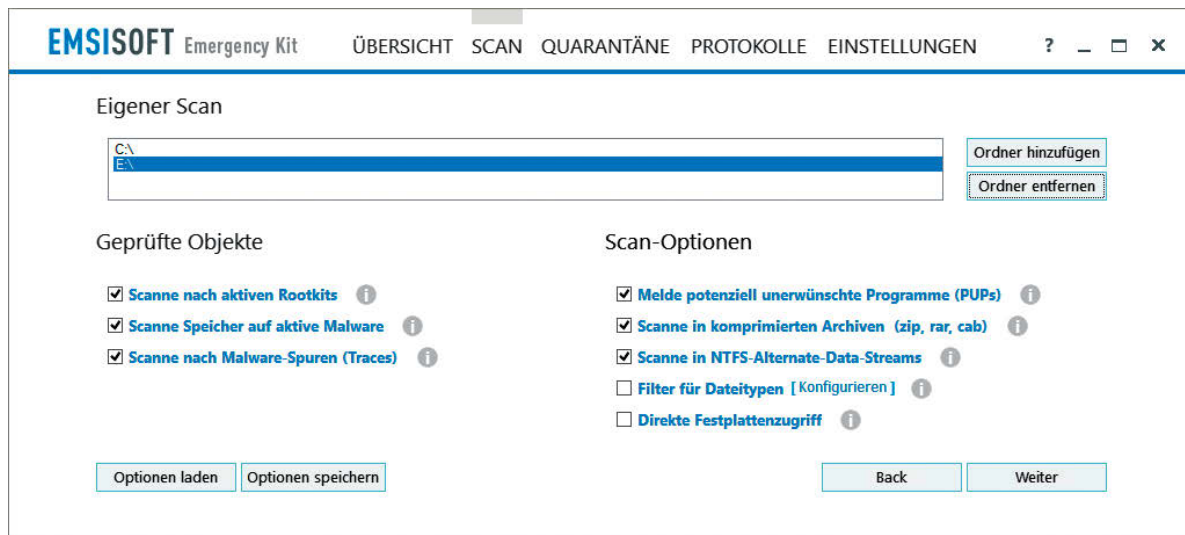 EMSISOFT Emergency Kit ÜBERSICHT SCAN QUARANTÄNE PROTOKOLLE EINSTELLUNGEN ?
Eigener Scan
C:\
E:\
Ordner hinzufügen
Ordner entfernen
Geprüfte Objekte
Scanne nach aktiven Rootkits
Scanne Speicher auf aktive Malware
Scanne nach Malware-Spuren (Traces)
Scan-Optionen
Melde potenziell unerwünschte Programme (PUPs)
Scanne in komprimierten Archiven (zip, rar, cab)
Scanne in NTFS-Alternate-Data-Streams
Filter für Dateitypen [ Konfigurieren ]
Direkte Festplattenzugriff
Optionen laden Optionen speichern Back Weiter